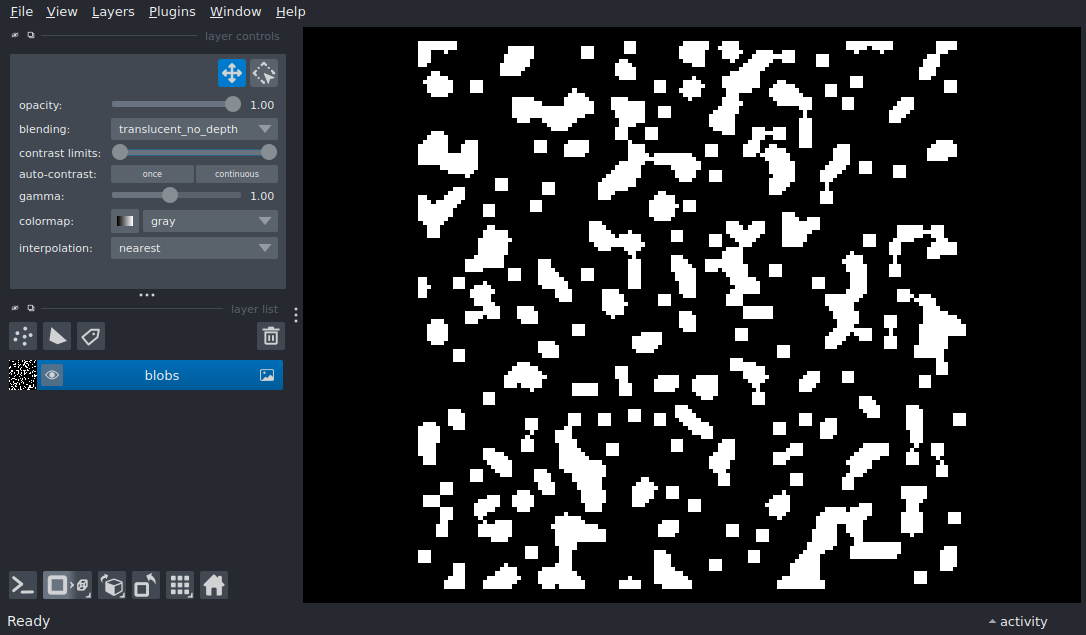 File View Layers Plugins Window Help
layer controls
opacity: 1.00
blending: translucent_no_depth
contrast limits:
auto-contrast: once continuous
gamma: 1.00
colormap: gray
interpolation: nearest
layer list
blobs
Ready activity